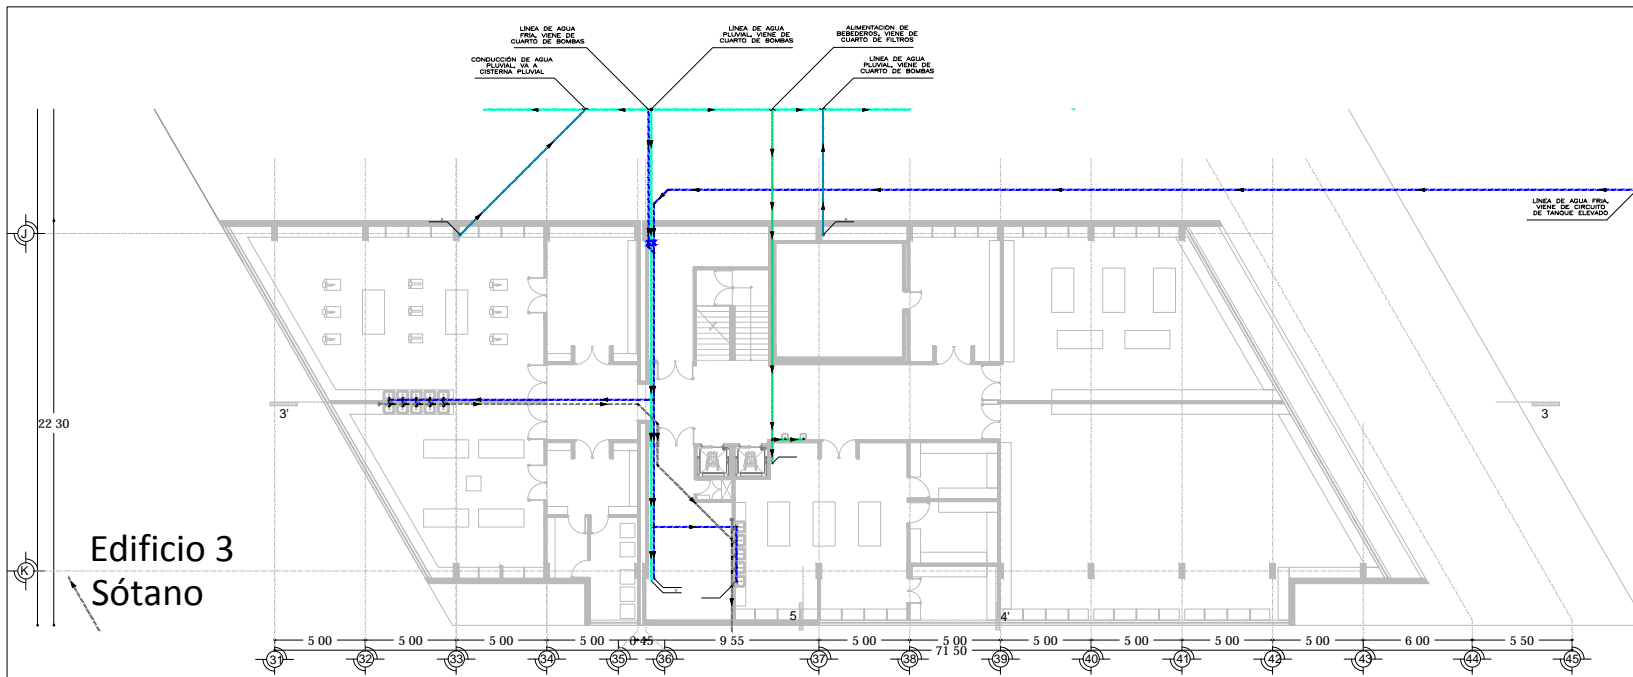 LÍNEA DE AGUA
FRIA, VIENE DE
CUARTO DE BOMBAS
LÍNEA DE AGUA
PLUVIAL, VIENE DE
CUARTO DE BOMBAS
ALIMENTACIÓN DE
BEBEDEROS, VIENE DE
CUARTO DE FILTROS
CONDUCCIÓN DE AGUA
PLUVIAL, VA A
CISTERNA PLUVIAL
LÍNEA DE AGUA
PLUVIAL, VIENE DE
CUARTO DE BOMBAS
LÍNEA DE AGUA FRIA,
VIENE DE CIRCUITO
DE TANQUE ELEVADO
J
3'
3
22 30
Edificio 3
Sótano
K
5
4'
5 00 5 00 5 00 5 00 0 45 9 55 5 00 5 00 5 00 5 00 5 00 5 00 6 00 5 50
71 50
31 32 33 34 35 36 37 38 39 40 41 42 43 44 45